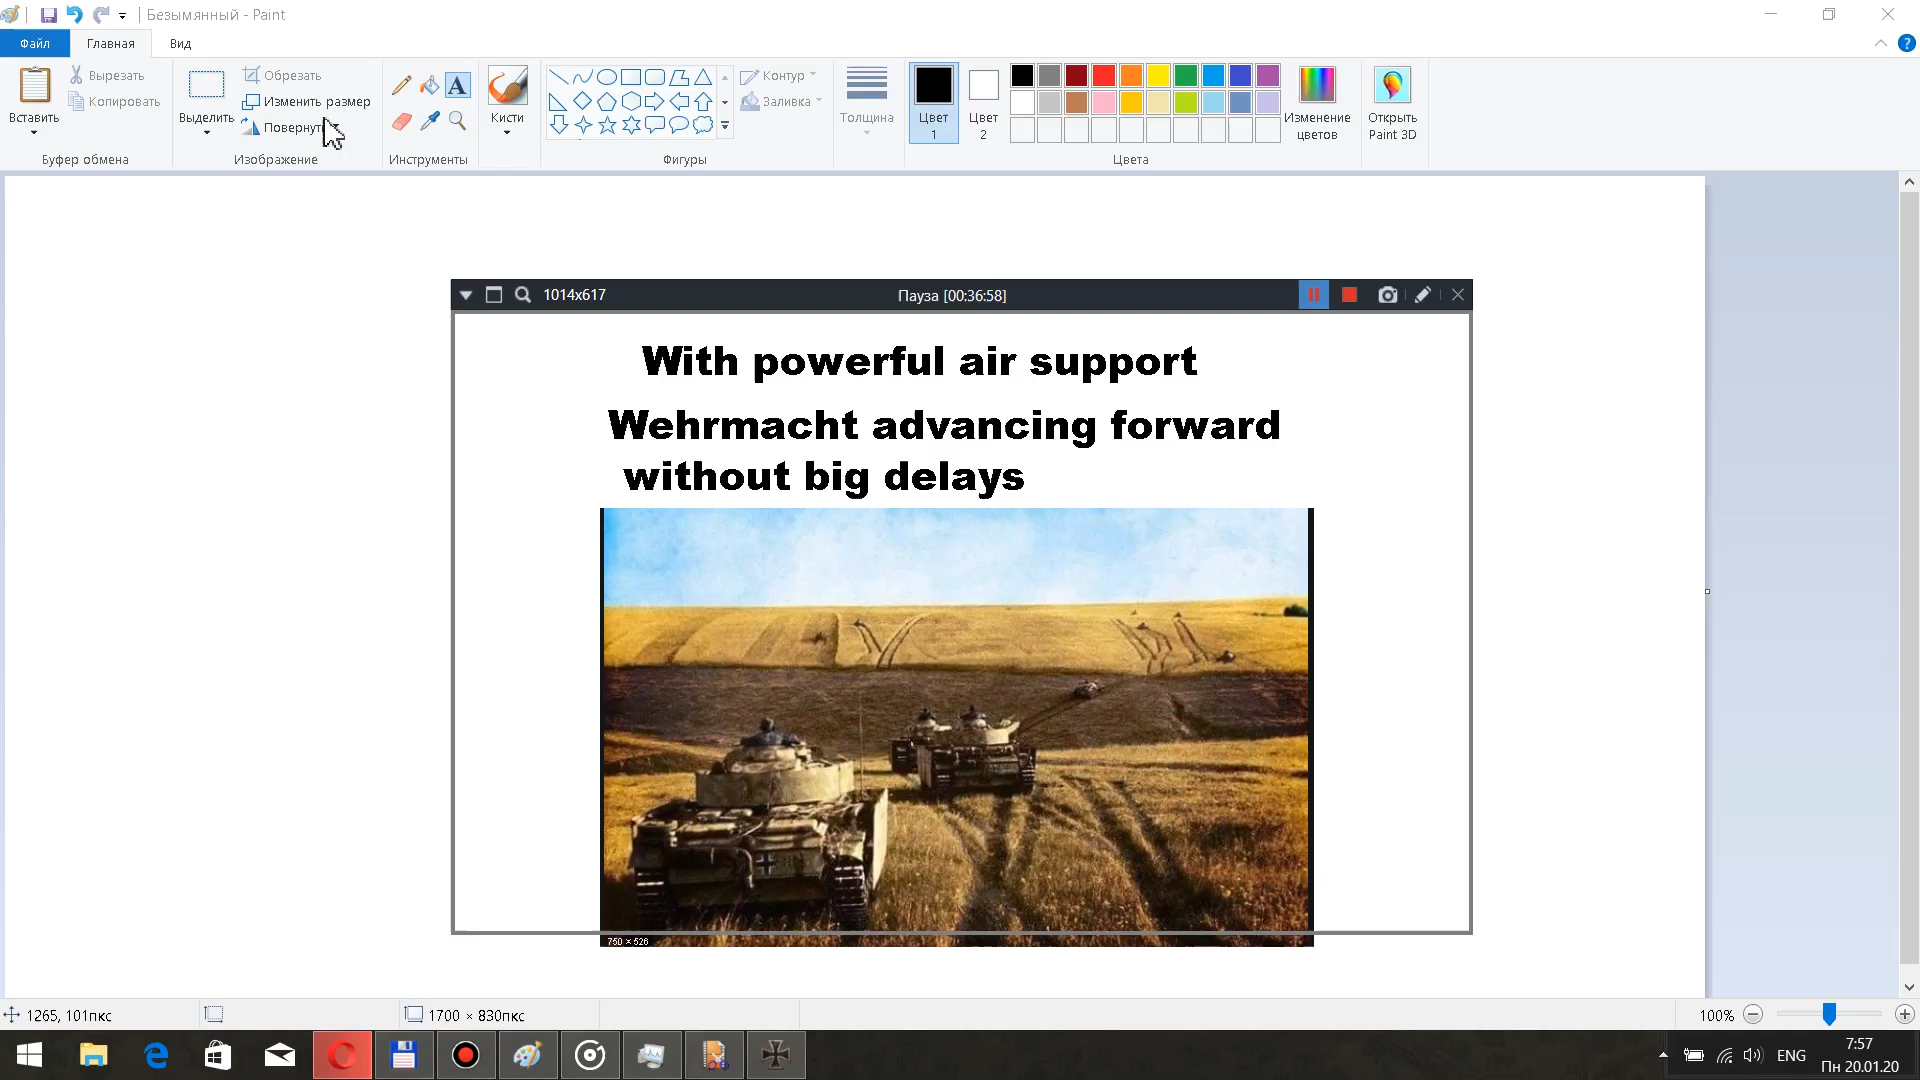 Безымянный - Paint
Файл
Главная
Вид
Вставить
Вырезать
Копировать
Буфер обмена
Выделить
Обрезать
Изменить размер
Изображение
A
Инструменты
Кисти
Контур
Заливка
Фигуры
Толщина
Цвет
1
Цвет
2
Цвета
Изменение
цветов
Открыть
Paint 3D
1014x617
Пауза [00:36:58]
With powerful air support
Wehrmacht advancing forward
without big delays
750 × 526
1265, 101пкс
1700 × 830пкс
100%
ENG
7:57
Пн 20.01.20